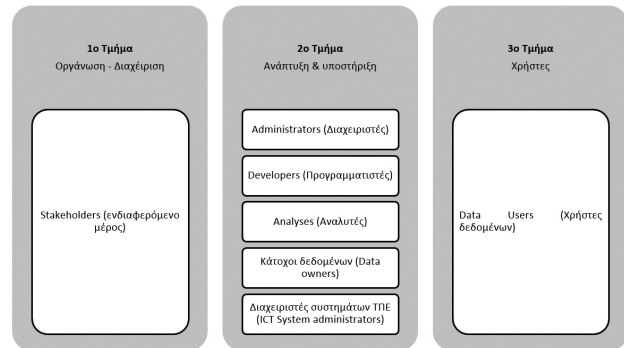 1ο Τμήμα
Οργάνωση - Διαχείριση
Stakeholders (ενδιαφερόμενο
μέρος)
2ο Τμήμα
Ανάπτυξη & υποστήριξη
Administrators (Διαχειριστές)
Developers (Προγραμματιστές)
Analyses (Αναλυτές)
Κάτοχοι δεδομένων (Data
owners)
Διαχειριστές συστημάτων ΤΠΕ
(ICT System administrators)
3ο Τμήμα
Χρήστες
Data Users (Χρήστες
δεδομένων)